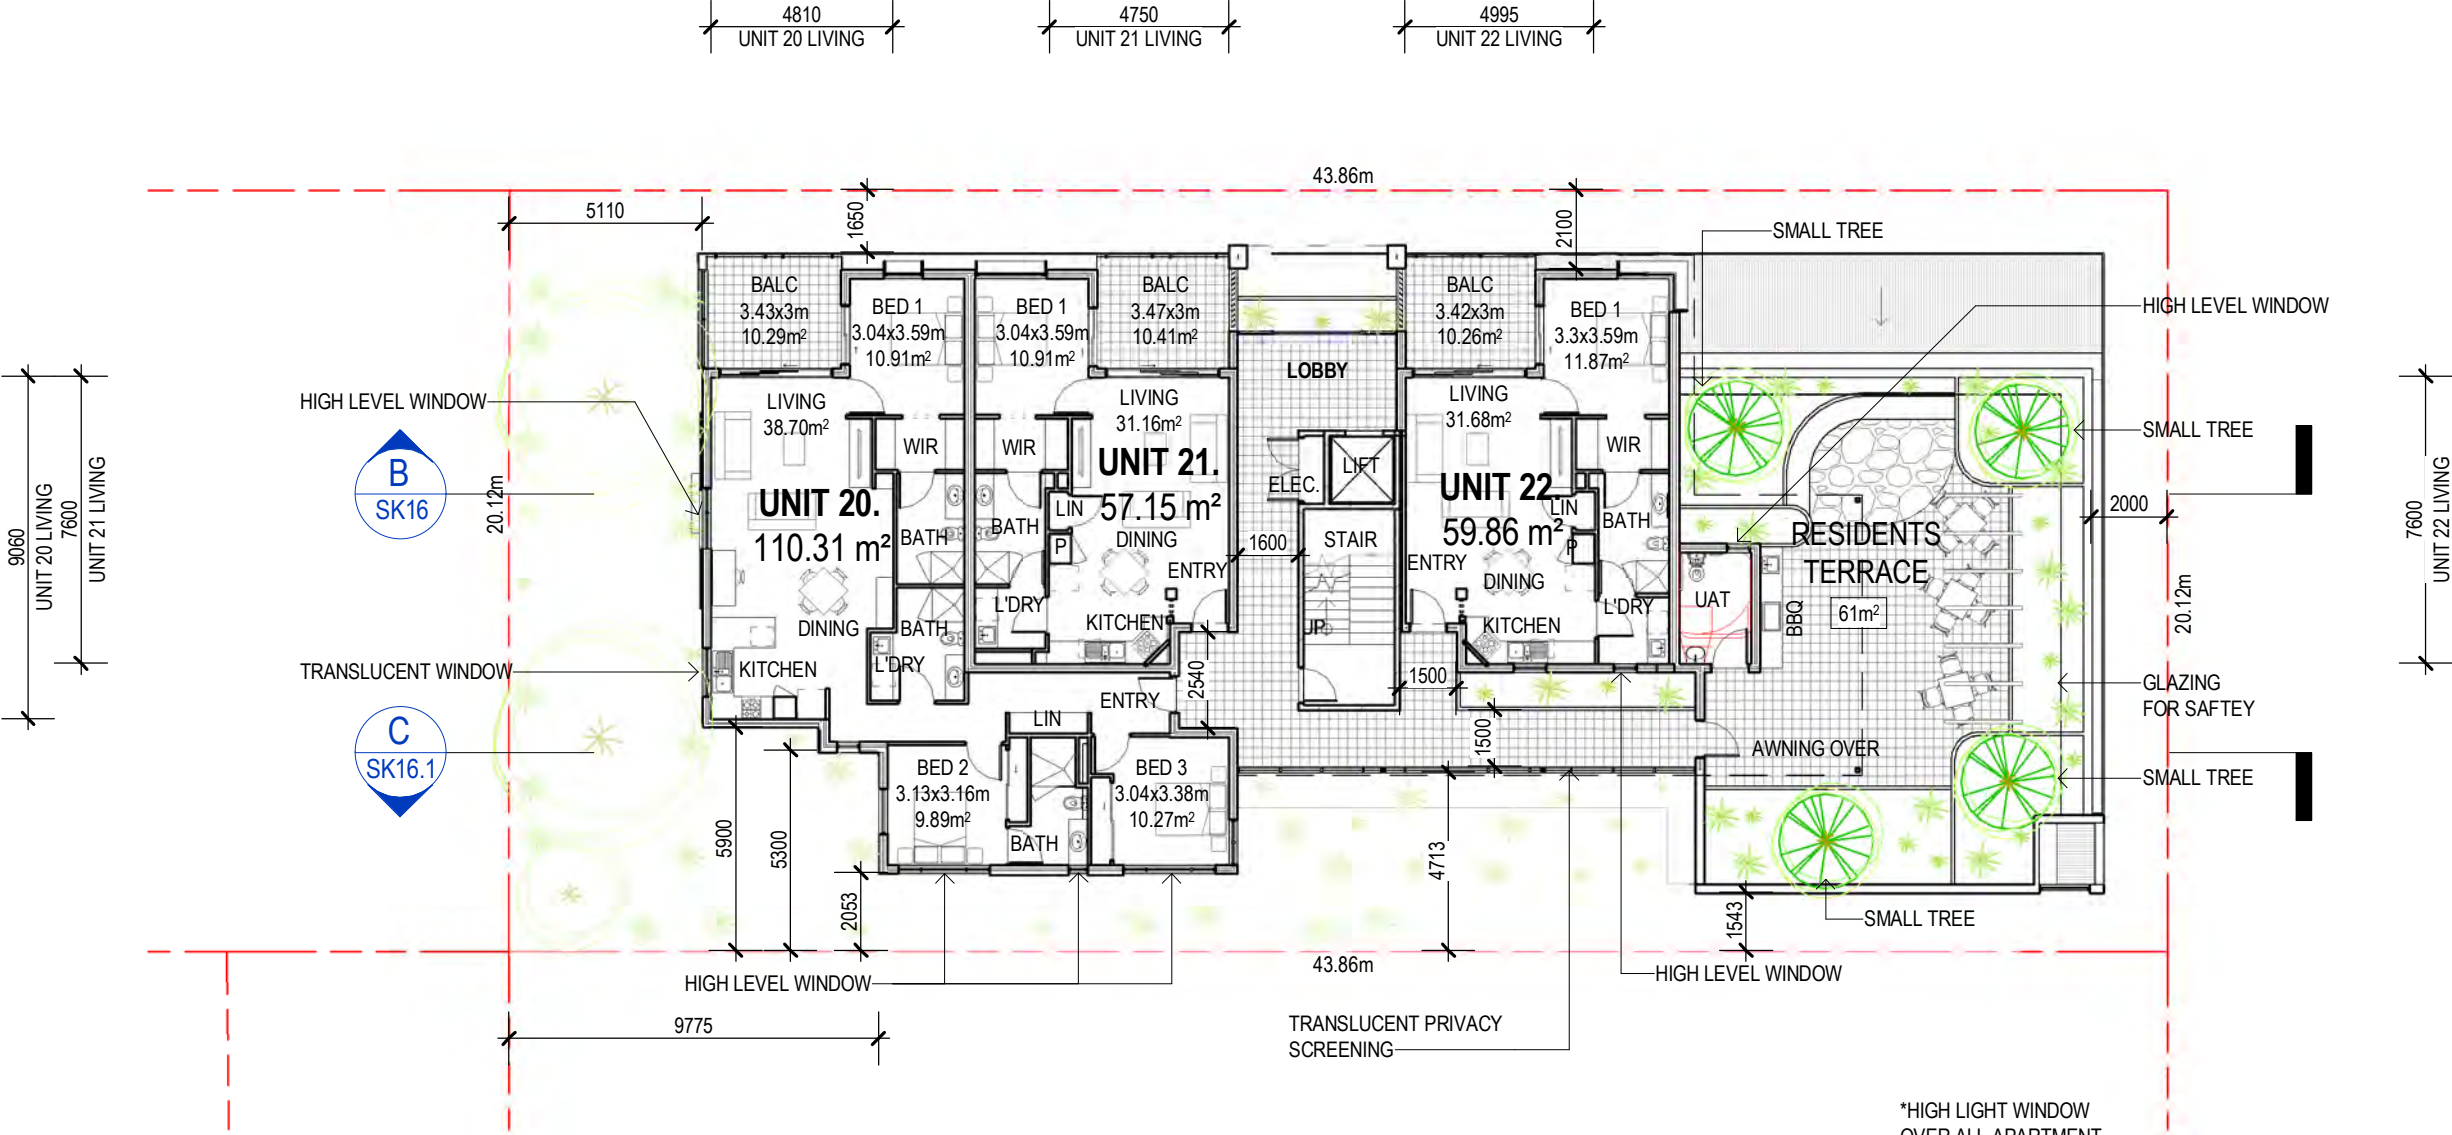 4810
UNIT 20 LIVING
4750
UNIT 21 LIVING
4995
UNIT 22 LIVING
43.86m
5110
1650
2100
SMALL TREE
HIGH LEVEL WINDOW
BALC
3.43x3m
10.29m²
BED 1
3.04x3.59m
10.91m²
BED 1
3.04x3.59m
10.91m²
BALC
3.47x3m
10.41m²
BALC
3.42x3m
10.26m²
BED 1
3.3x3.59m
11.87m²
LOBBY
HIGH LEVEL WINDOW
LIVING
38.70m²
LIVING
31.16m²
LIVING
31.68m²
SMALL TREE
WIR
WIR
WIR
B
SK16
20.12m
9060
UNIT 20 LIVING
7600
UNIT 21 LIVING
UNIT 20.
110.31 m²
UNIT 21.
57.15 m²
UNIT 22.
59.86 m²
ELEC.
LIFT
LIN
LIN
BATH
BATH
BATH
P
P
DINING
ENTRY
1600
STAIR
ENTRY
DINING
RESIDENTS
TERRACE
61m²
2000
7600
UNIT 22 LIVING
20.12m
UAT
BBQ
L'DRY
L'DRY
KITCHEN
UP
KITCHEN
DINING
BATH
L'DRY
TRANSLUCENT WINDOW
KITCHEN
ENTRY
2540
1500
GLAZING
FOR SAFTEY
LIN
1500
AWNING OVER
C
SK16.1
BED 2
3.13x3.16m
9.89m²
BED 3
3.04x3.38m
10.27m²
BATH
SMALL TREE
5900
5300
2053
4713
1543
SMALL TREE
43.86m
HIGH LEVEL WINDOW
HIGH LEVEL WINDOW
9775
TRANSLUCENT PRIVACY
SCREENING
*HIGH LIGHT WINDOW
OVER ALL APARTMENT